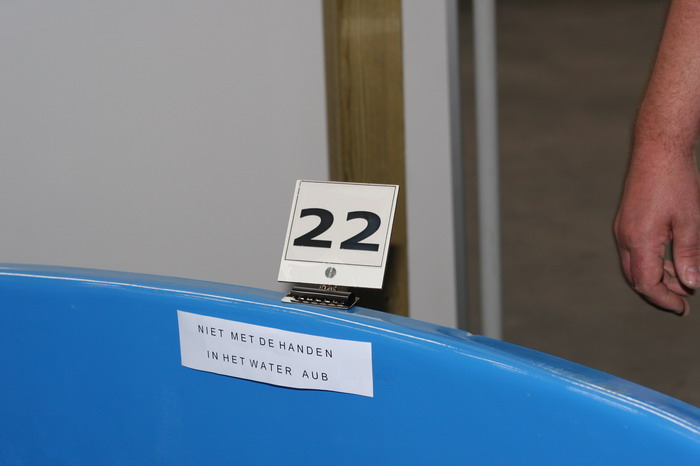 22
NIET MET DE HANDEN
IN HET WATER AUB